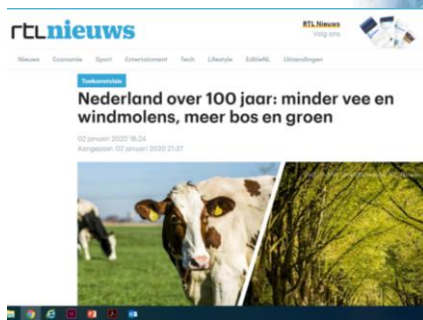 rtlnieuws
RTL Nieuws
Volg ons
Nieuws Economie Sport Entertainment Tech Lifestyle EditieNL Uitzendingen
Toekomstvisie
Nederland over 100 jaar: minder vee en
windmolens, meer bos en groen
02 januari 2020 16:24
Aangepast: 02 januari 2020 21:37